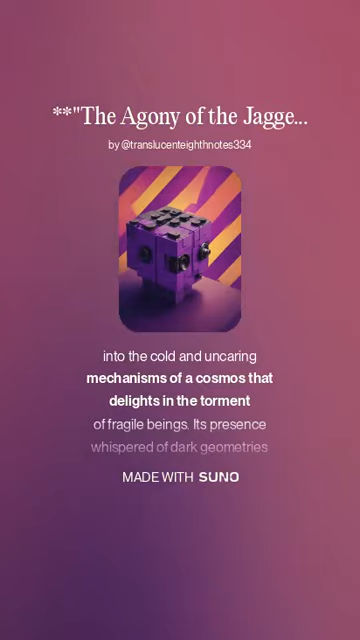 **"The Agony of the Jagge...
by @translucenteighthnotes334
into the cold and uncaring
mechanisms of a cosmos that
delights in the torment
of fragile beings. Its presence
whispered of dark geometries
MADE WITH SUNO